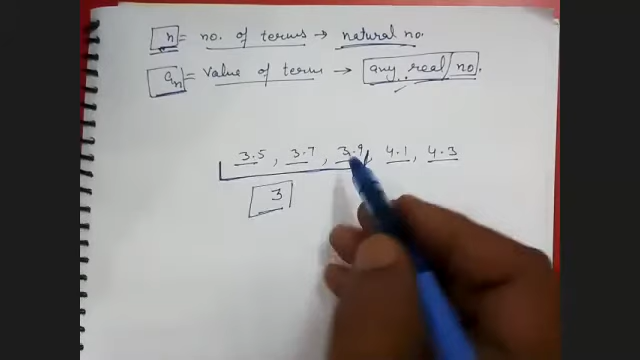 n = no. of terms → natural no.
an = value of terms → any real no.
3.5, 3.7, 3.9, 4.1, 4.3
3